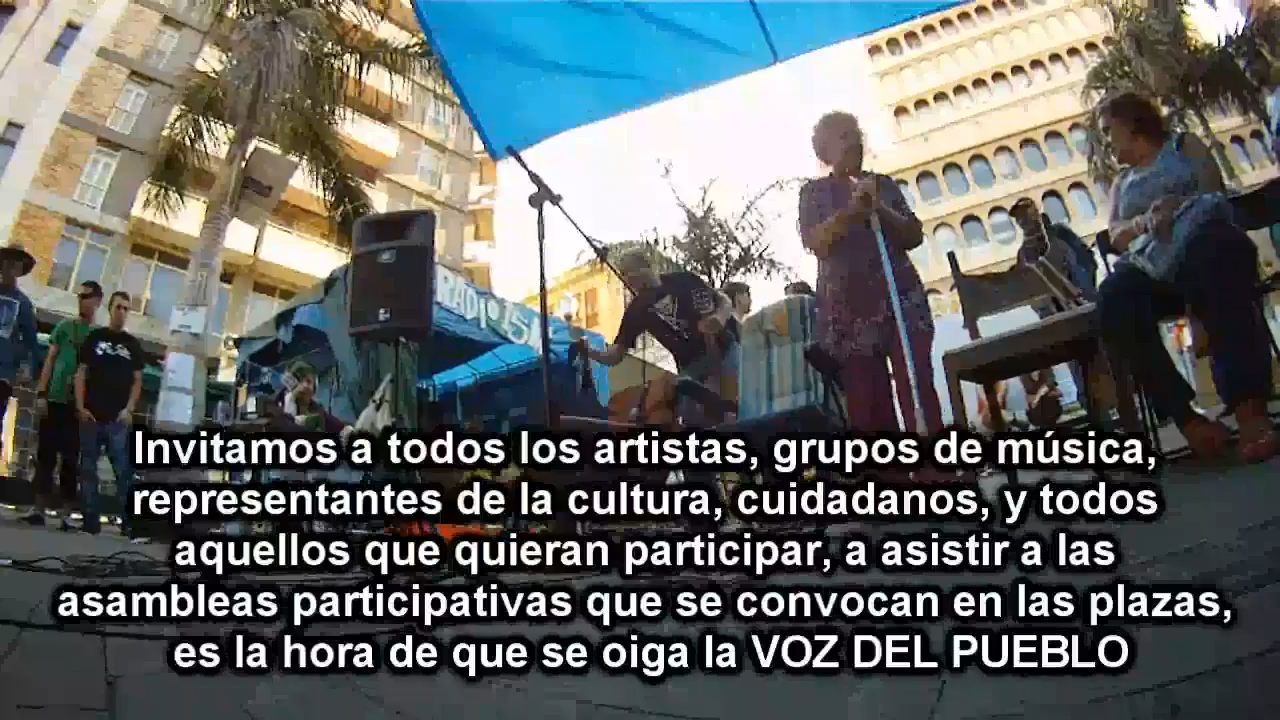 RADIO 15M
Invitamos a todos los artistas, grupos de música,
representantes de la cultura, cuidadanos, y todos
aquellos que quieran participar, a asistir a las
asambleas participativas que se convocan en las plazas,
es la hora de que se oiga la VOZ DEL PUEBLO